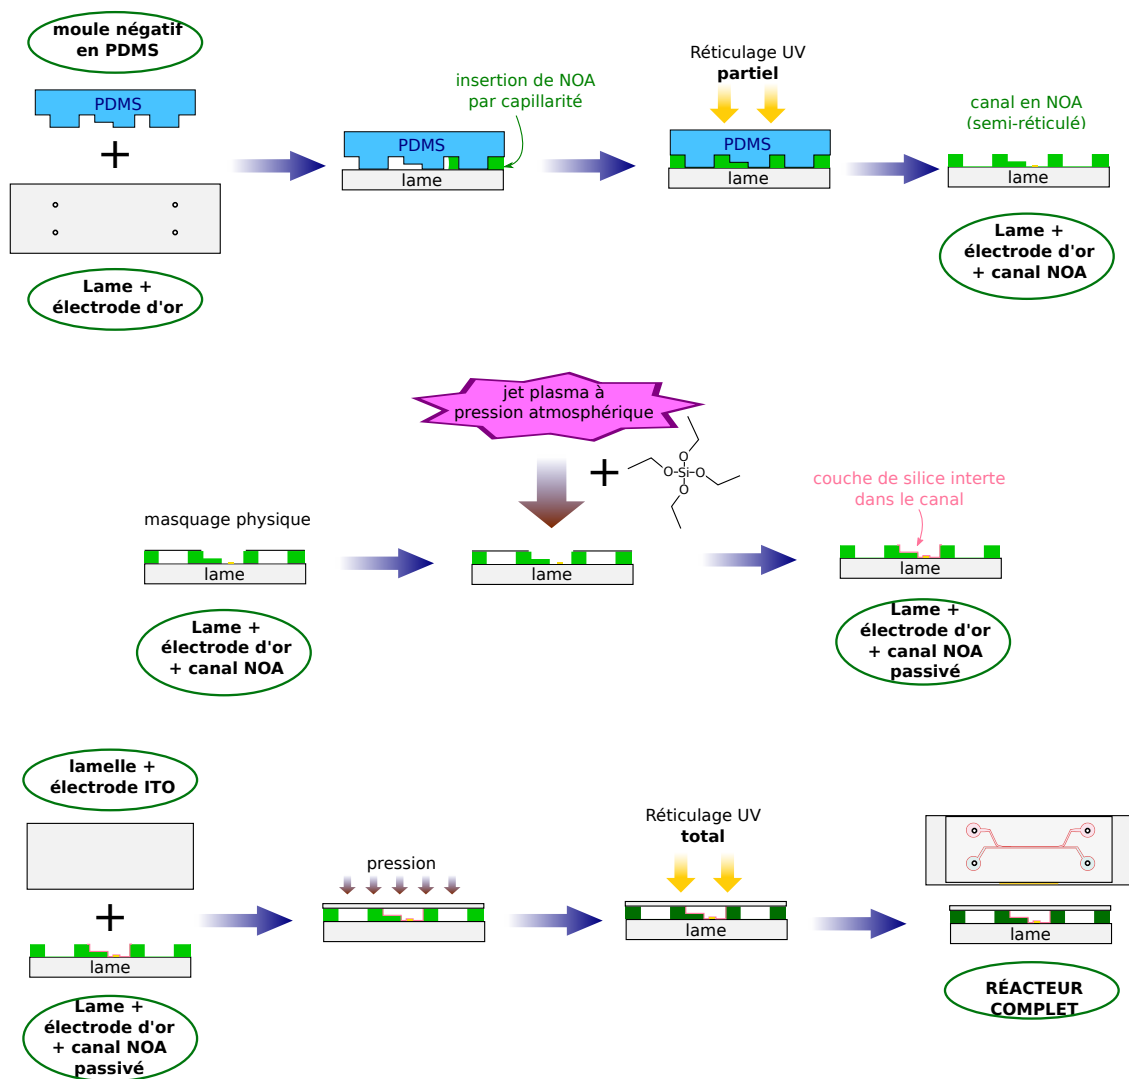 moule négatif
en PDMS
PDMS
+
Lame +
électrode d'or
insertion de NOA
par capillarité
PDMS
lame
Réticulage UV
partiel
PDMS
lame
canal en NOA
(semi-réticulé)
lame
Lame +
électrode d'or
+ canal NOA
masquage physique
lame
Lame +
électrode d'or
+ canal NOA
jet plasma à
pression atmosphérique
+
O
O Si O
O
lame
couche de silice interte
dans le canal
lame
Lame +
électrode d'or
+ canal NOA
passivé
lamelle +
électrode ITO
+
lame
Lame +
électrode d'or
+ canal NOA
passivé
pression
Réticulage UV
total
lame
lame
RÉACTEUR
COMPLET